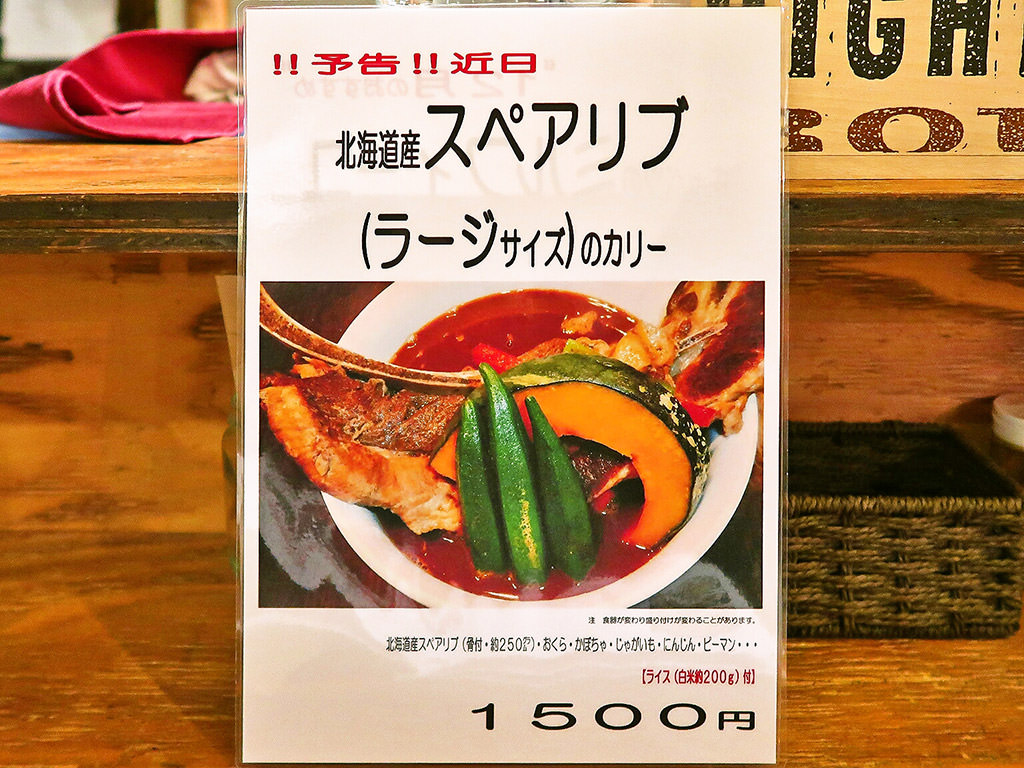 !!予告!!近日
北海道産スペアリブ
(ラージサイズ)のカリー
注 食器が変わり盛り付けが変わることがあります。
北海道産スペアリブ(骨付・約250㌘)・おくら・かぼちゃ・じゃがいも・にんじん・ピーマン・・・
【ライス(白米約200g)付】
1500円